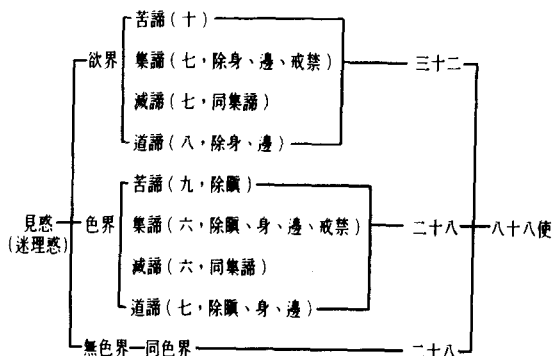 苦諦(十)
欲界 集諦(七,除身、邊、戒禁) 三十二
滅諦(七,同集諦)
道諦(八,除身、邊)
苦諦(九,除瞋)
見惑 色界 集諦(六,除瞋、身、邊、戒禁) 二十八 八十八使
(迷理惑)
滅諦(六,同集諦)
道諦(七,除瞋、身、邊)
無色界 同色界 二十八